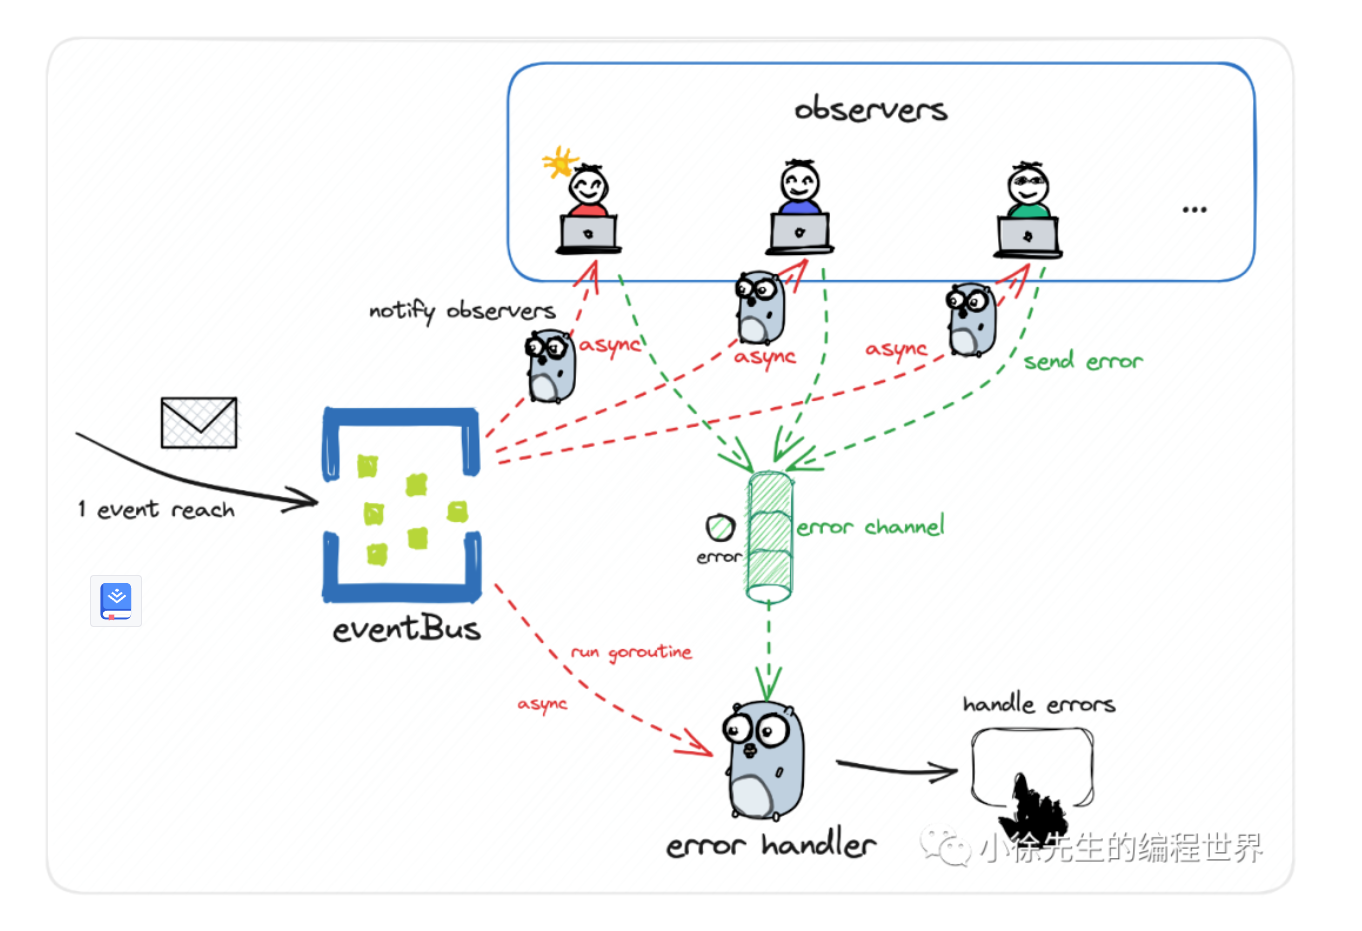 observers
...
notify observers
async
async
async
send error
1 event reach
error channel
error
eventBus
run goroutine
async
handle errors
error handler
小徐先生的编程世界